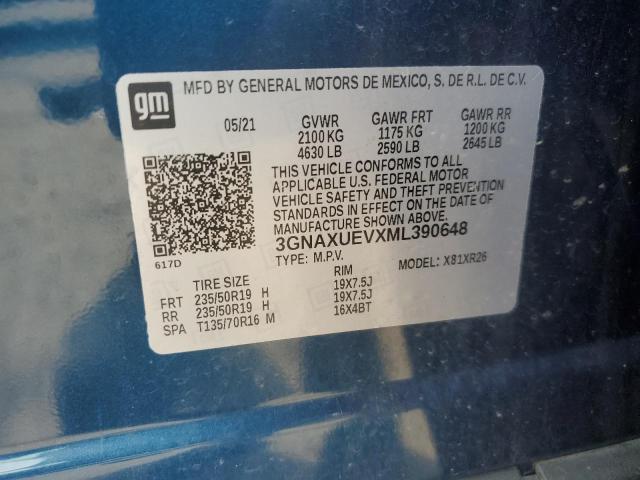 gm
MFD BY GENERAL MOTORS DE MEXICO, S. DE R.L. DE C.V.
05/21 GVWR GAWR FRT GAWR RR
2100 KG 1175 KG 1200 KG
4630 LB 2590 LB 2645 LB
THIS VEHICLE CONFORMS TO ALL
APPLICABLE U.S. FEDERAL MOTOR
VEHICLE SAFETY AND THEFT PREVENTION
STANDARDS IN EFFECT ON THE DATE OF
MANUFACTURE SHOWN ABOVE.
3GNAXUEVXML390648
617D
TYPE: M.P.V. MODEL: X81XR26
TIRE SIZE RIM
FRT 235/50R19 H 19X7.5J
RR 235/50R19 H 19X7.5J
SPA T135/70R16 M 16X4BT